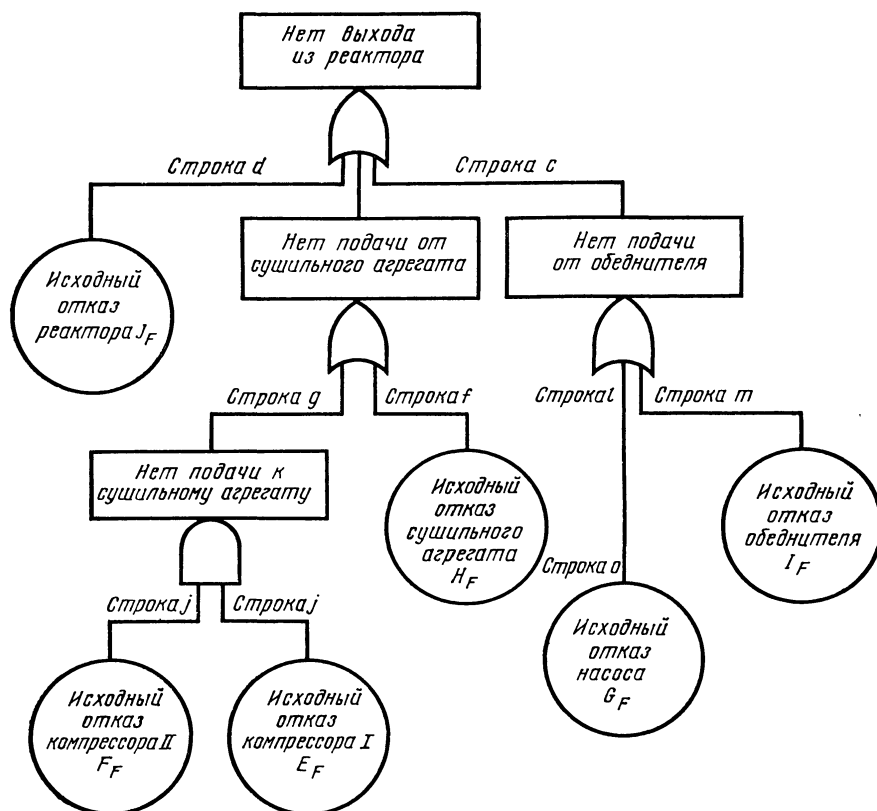 Нет выхода
из реактора
Строка d
Строка c
Исходный
отказ
реактора J_F
Нет подачи от
сушильного агрегата
Нет подачи
от обеднителя
Строка g
Строка f
Строка l
Строка m
Нет подачи к
сушильному агрегату
Исходный
отказ
сушильного
агрегата
H_F
Исходный
отказ
обеднителя
I_F
Строка o
Строка j
Строка j
Исходный
отказ
насоса
G_F
Исходный
отказ
компрессора II
F_F
Исходный
отказ
компрессора I
E_F